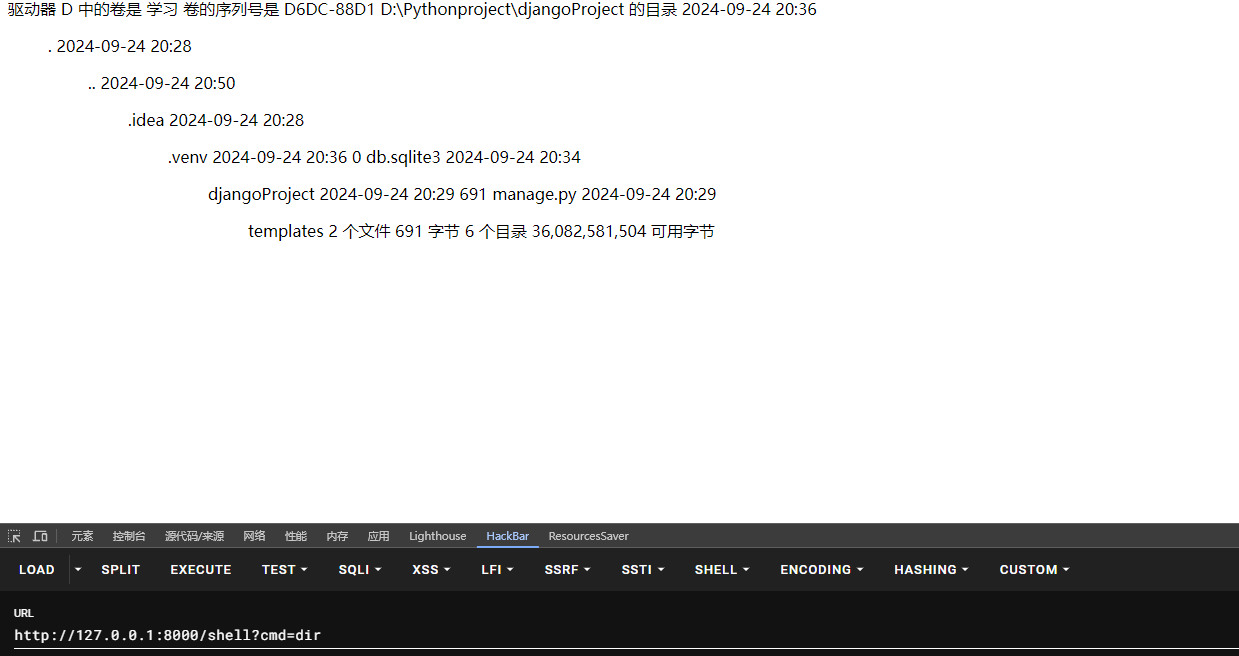 驱动器 D 中的卷是 学习 卷的序列号是 D6DC-88D1 D:\Pythonproject\djangoProject 的目录 2024-09-24 20:36
. 2024-09-24 20:28
.. 2024-09-24 20:50
.idea 2024-09-24 20:28
.venv 2024-09-24 20:36 0 db.sqlite3 2024-09-24 20:34
djangoProject 2024-09-24 20:29 691 manage.py 2024-09-24 20:29
templates 2 个文件 691 字节 6 个目录 36,082,581,504 可用字节
元素 控制台 源代码/来源 网络 性能 内存 应用 Lighthouse HackBar ResourcesSaver
LOAD SPLIT EXECUTE TEST SQLI XSS LFI SSRF SSTI SHELL ENCODING HASHING CUSTOM
URL
http://127.0.0.1:8000/shell?cmd=dir